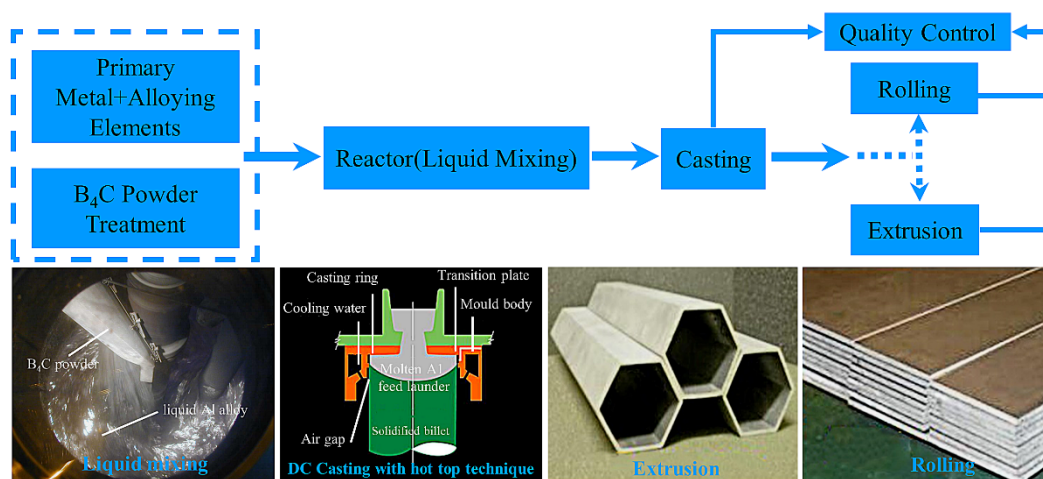 Quality Control
Primary
Metal+Alloying
Elements
Rolling
Reactor(Liquid Mixing)
Casting
B₄C Powder
Treatment
Extrusion
B₄C powder
liquid Al alloy
Liquid mixing
Casting ring
Transition plate
Cooling water
Mould body
Molten Al
feed launder
Air gap
Solidified billet
DC Casting with hot top technique
Extrusion
Rolling